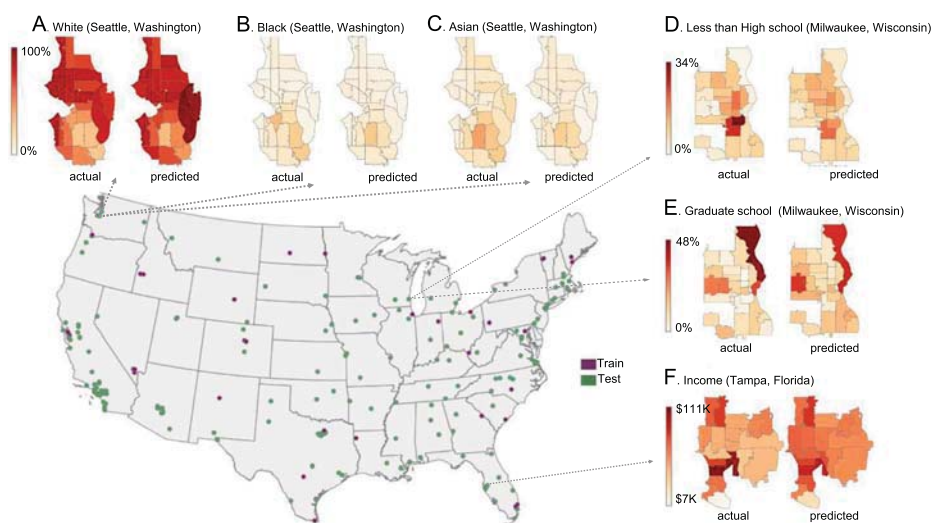 A. White (Seattle, Washington)
100%
0%
actual
predicted
B. Black (Seattle, Washington)
actual
predicted
C. Asian (Seattle, Washington)
actual
predicted
D. Less than High school (Milwaukee, Wisconsin)
34%
0%
actual
predicted
E. Graduate school (Milwaukee, Wisconsin)
48%
0%
actual
predicted
Train
Test
F. Income (Tampa, Florida)
$111K
$7K
actual
predicted